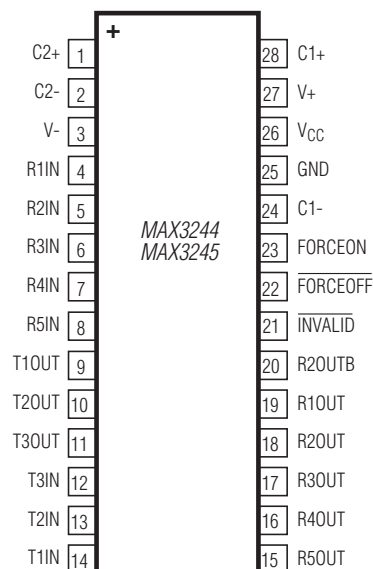 +
C2+ 1 28 C1+
C2- 2 27 V+
V- 3 26 VCC
R1IN 4 25 GND
R2IN 5 24 C1-
MAX3244
MAX3245
R3IN 6 23 FORCEON
R4IN 7 22 FORCEOFF
R5IN 8 21 INVALID
T1OUT 9 20 R2OUTB
T2OUT 10 19 R1OUT
T3OUT 11 18 R2OUT
T3IN 12 17 R3OUT
T2IN 13 16 R4OUT
T1IN 14 15 R5OUT